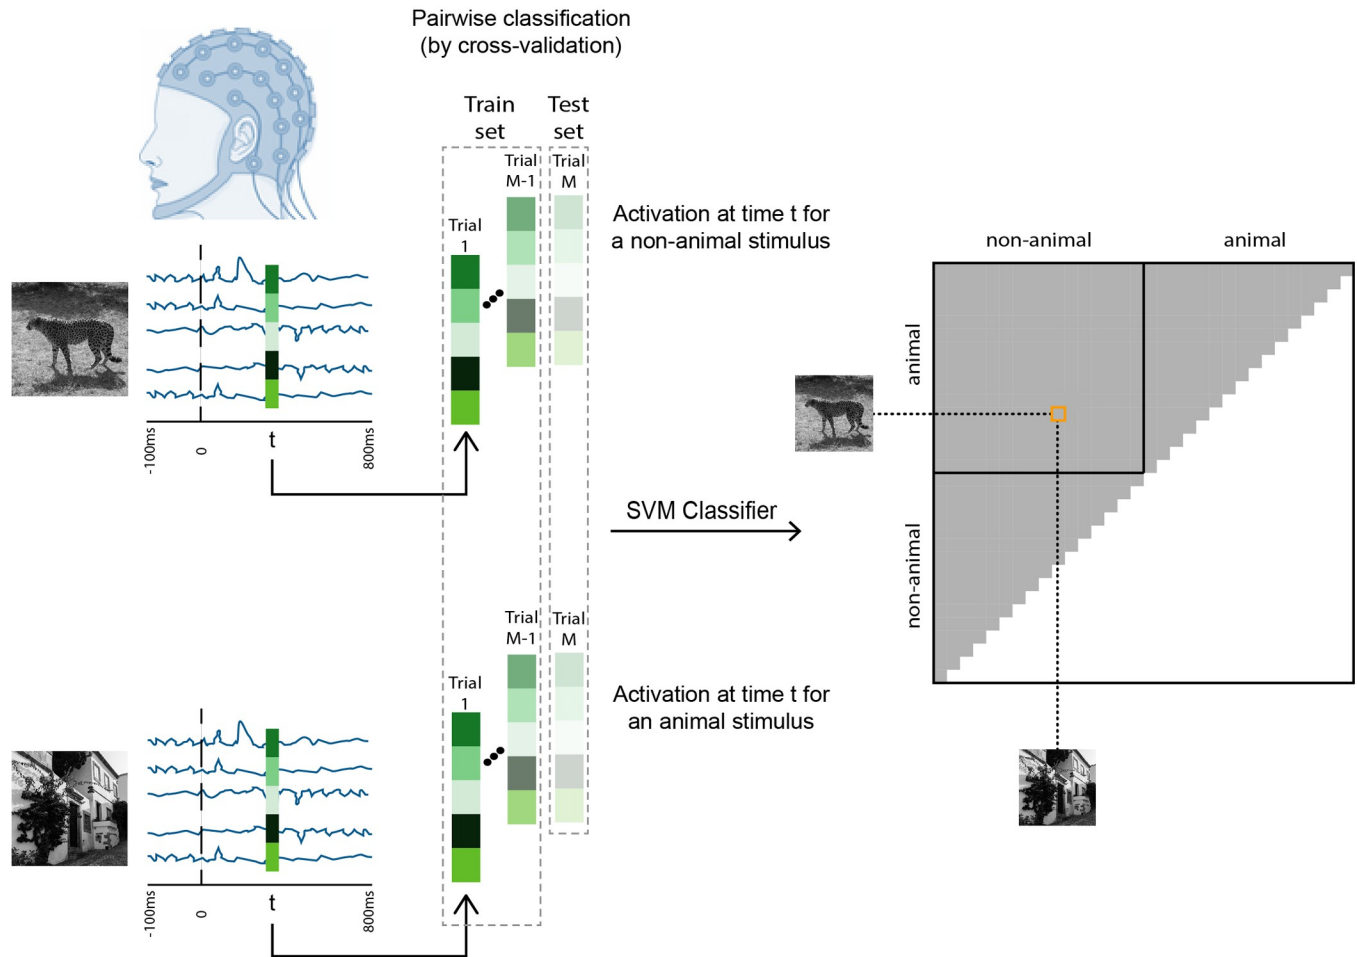 Pairwise classification
(by cross-validation)
Train
set
Test
set
Trial
M-1
Trial
M
Trial
1
Activation at time t for
a non-animal stimulus
-100ms
0
t
800ms
SVM Classifier
non-animal
animal
animal
non-animal
Trial
M-1
Trial
M
Trial
1
Activation at time t for
an animal stimulus
-100ms
0
t
800ms